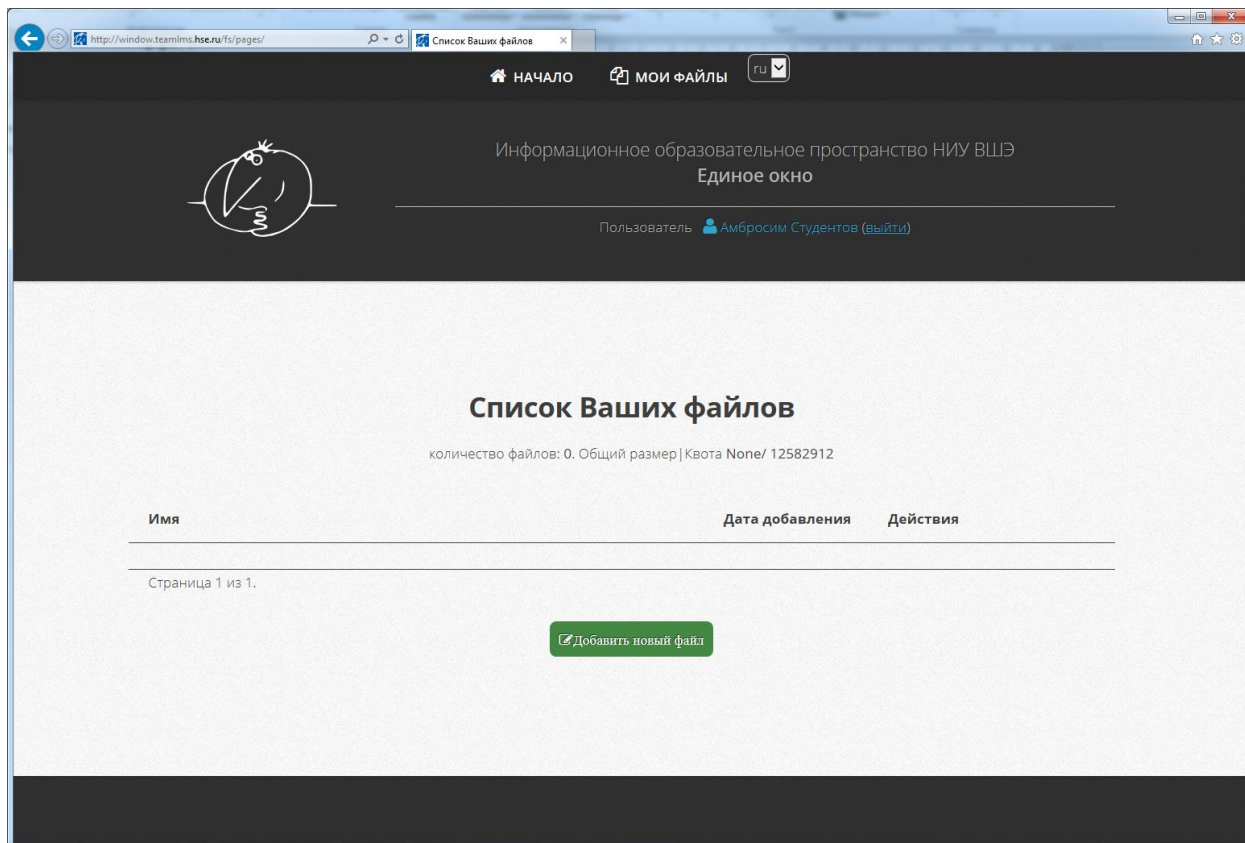 http://window.teamlms.hse.ru/fs/pages/
Список Ваших файлов
НАЧАЛО
МОИ ФАЙЛЫ
ru
Информационное образовательное пространство НИУ ВШЭ
Единое окно
Пользователь Амбросим Студентов (выйти)
Список Ваших файлов
количество файлов: 0. Общий размер|Квота None/ 12582912
Имя Дата добавления Действия
Страница 1 из 1.
Добавить новый файл